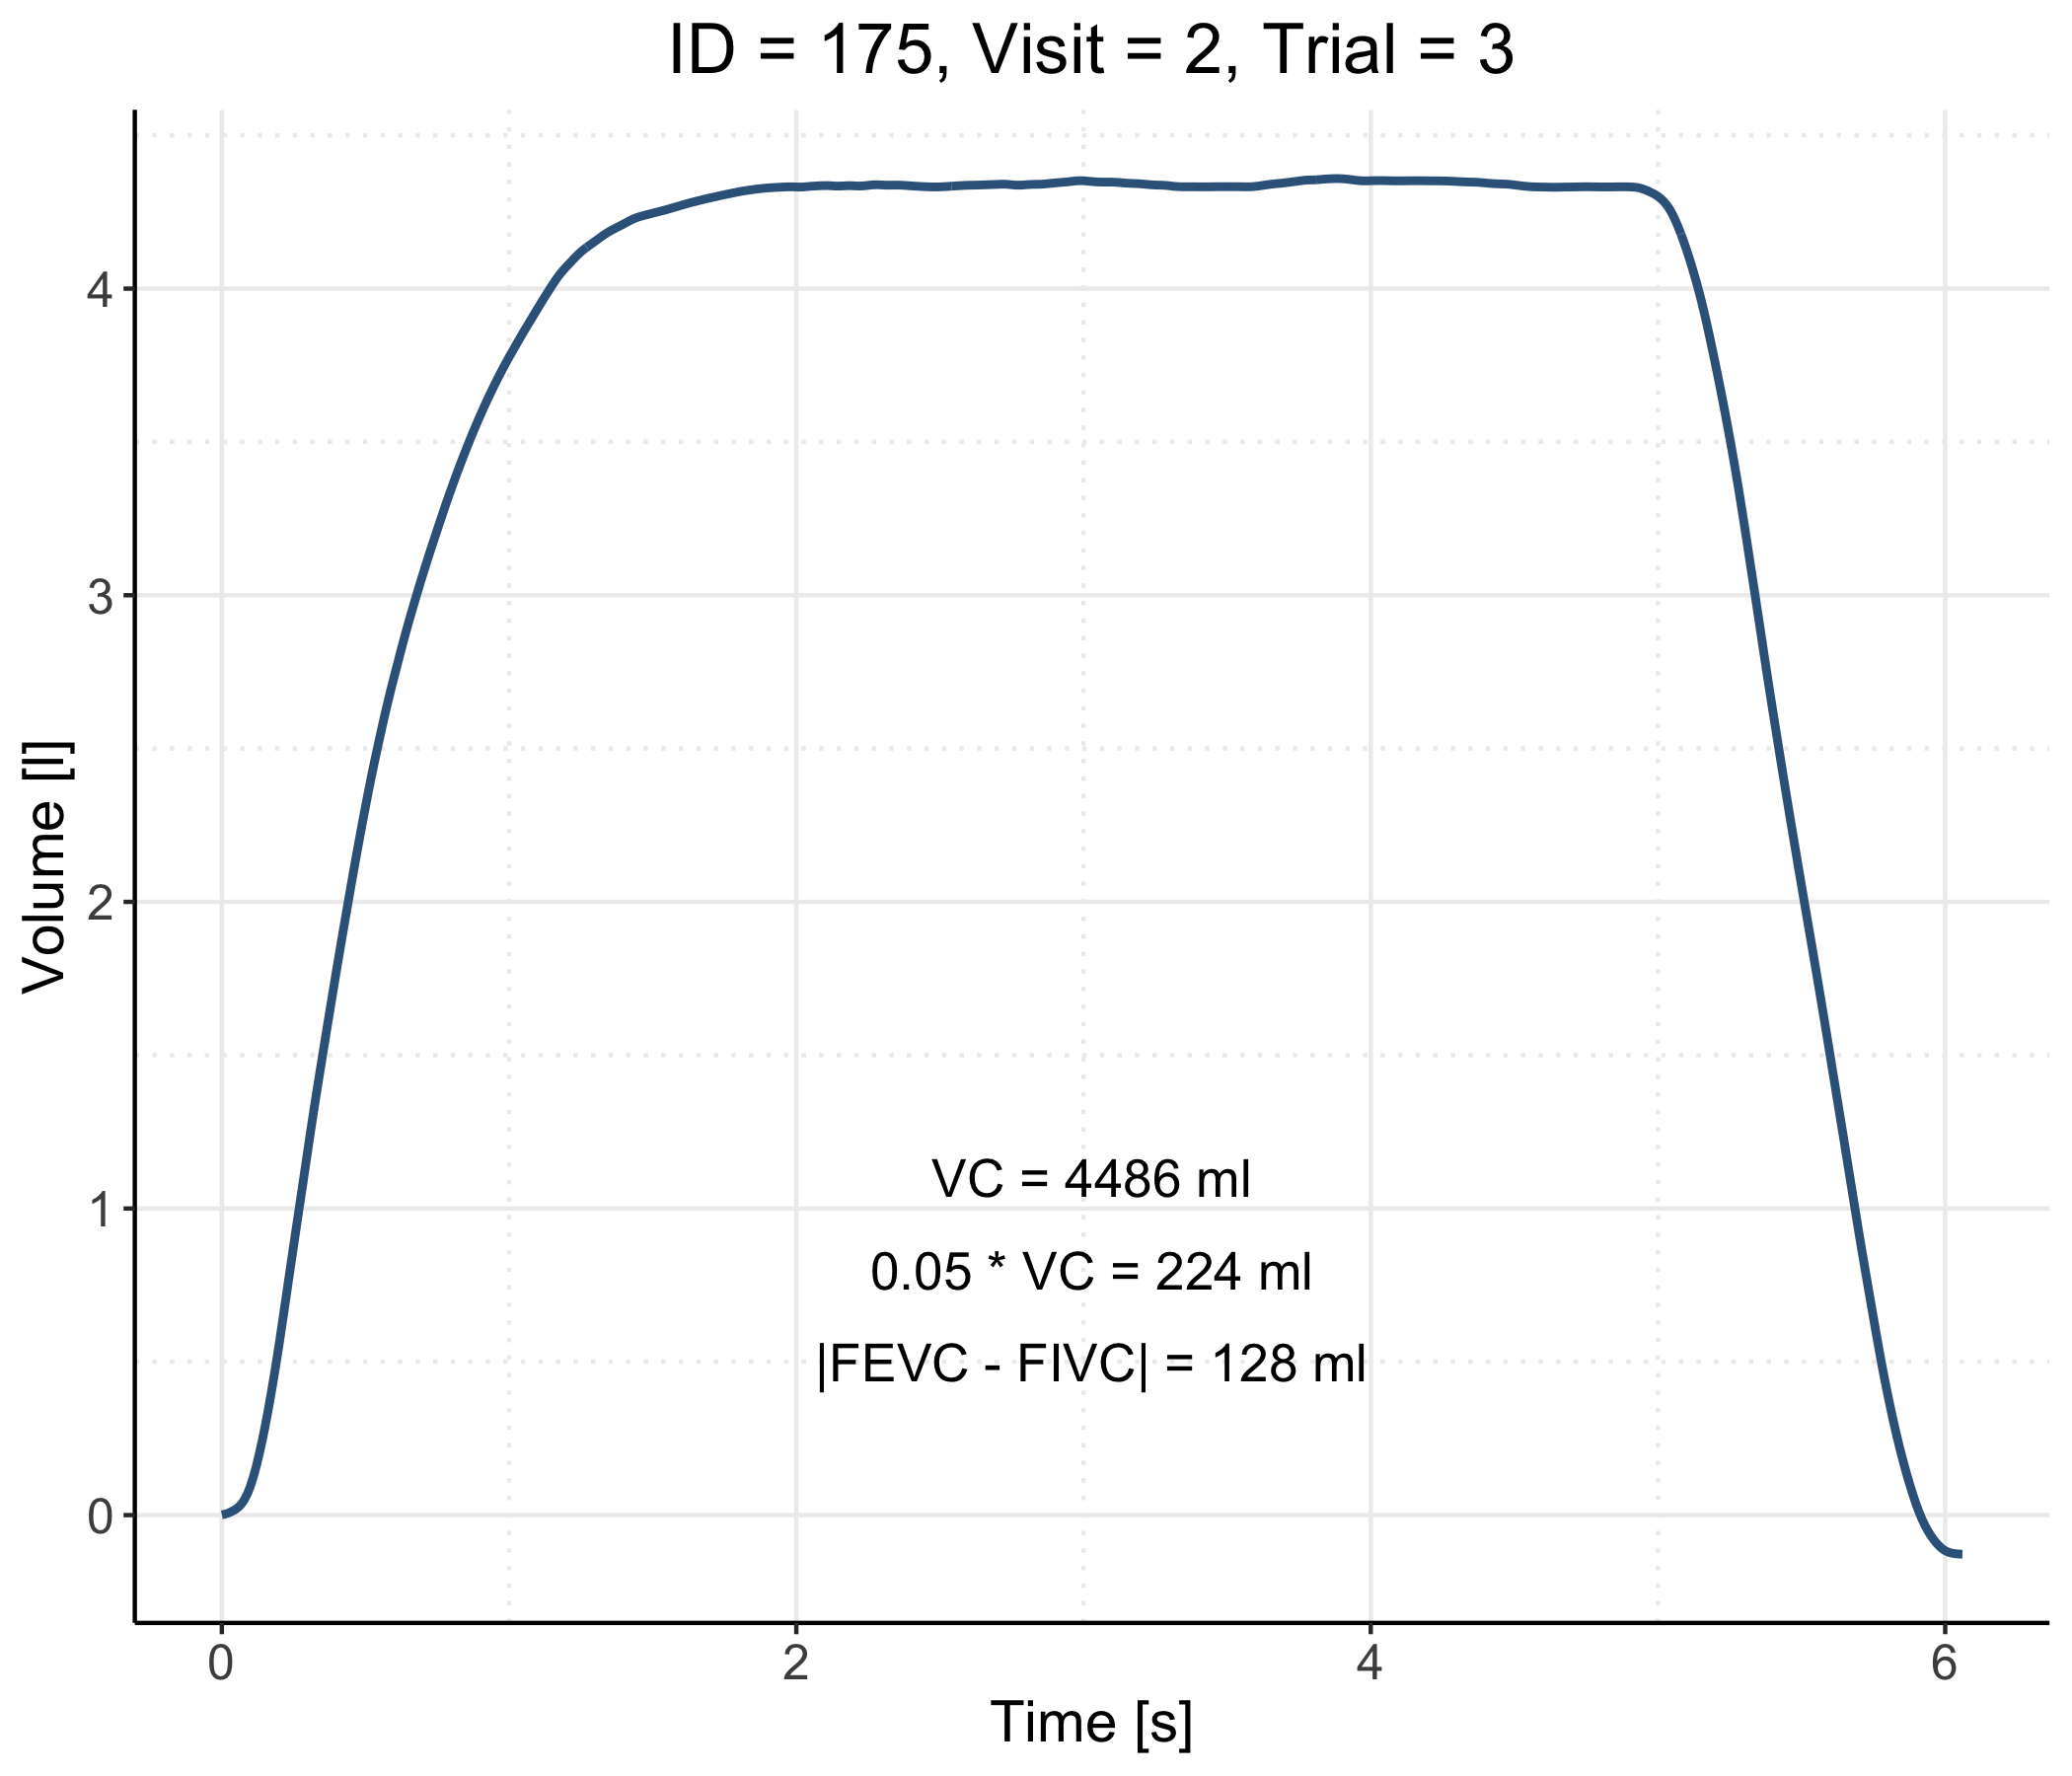 ID = 175, Visit = 2, Trial = 3
Volume [l]
4
3
2
1
0
VC = 4486 ml
0.05 * VC = 224 ml
|FEVC - FIVC| = 128 ml
0 2 4 6
Time [s]